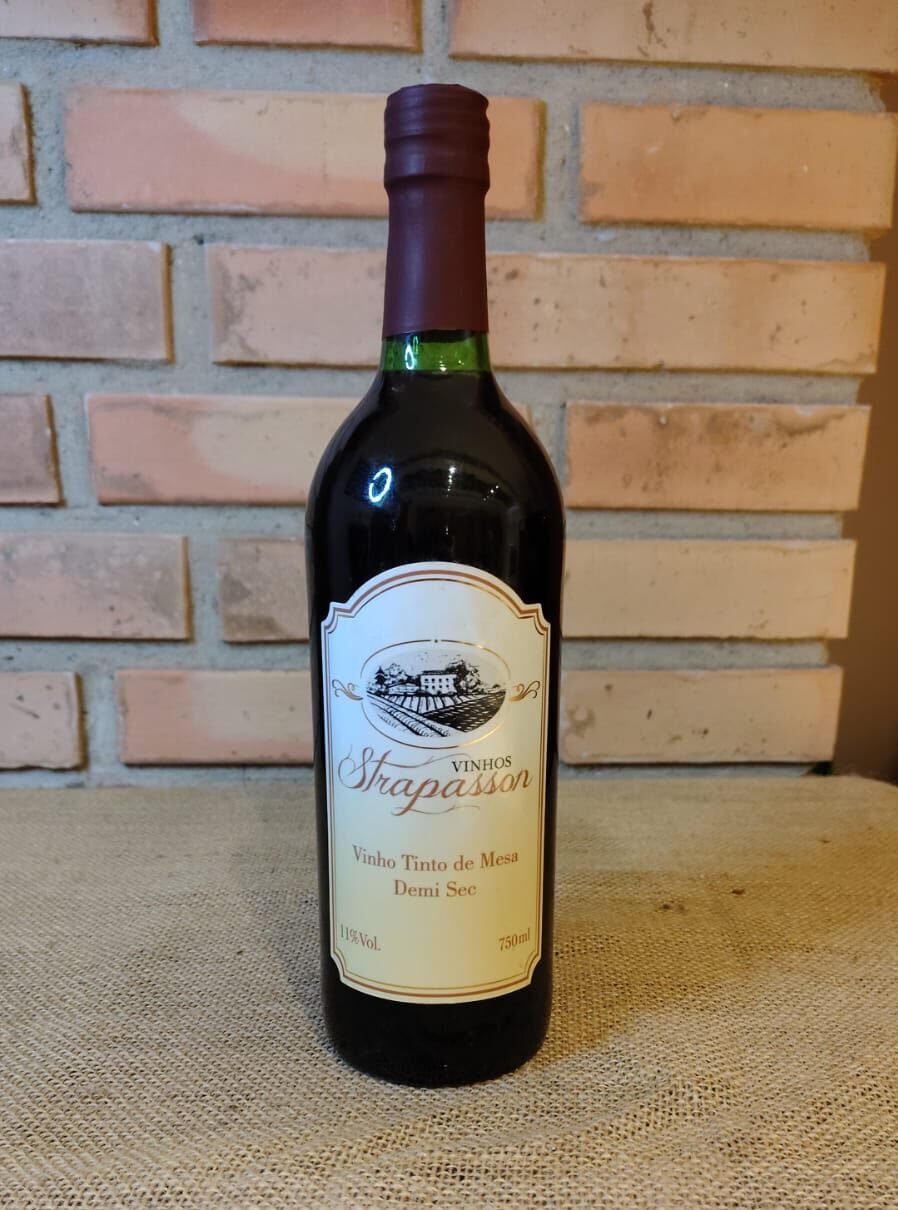 VINHOS
Strapasson
Vinho Tinto de Mesa
Demi Sec
11%Vol.
750ml